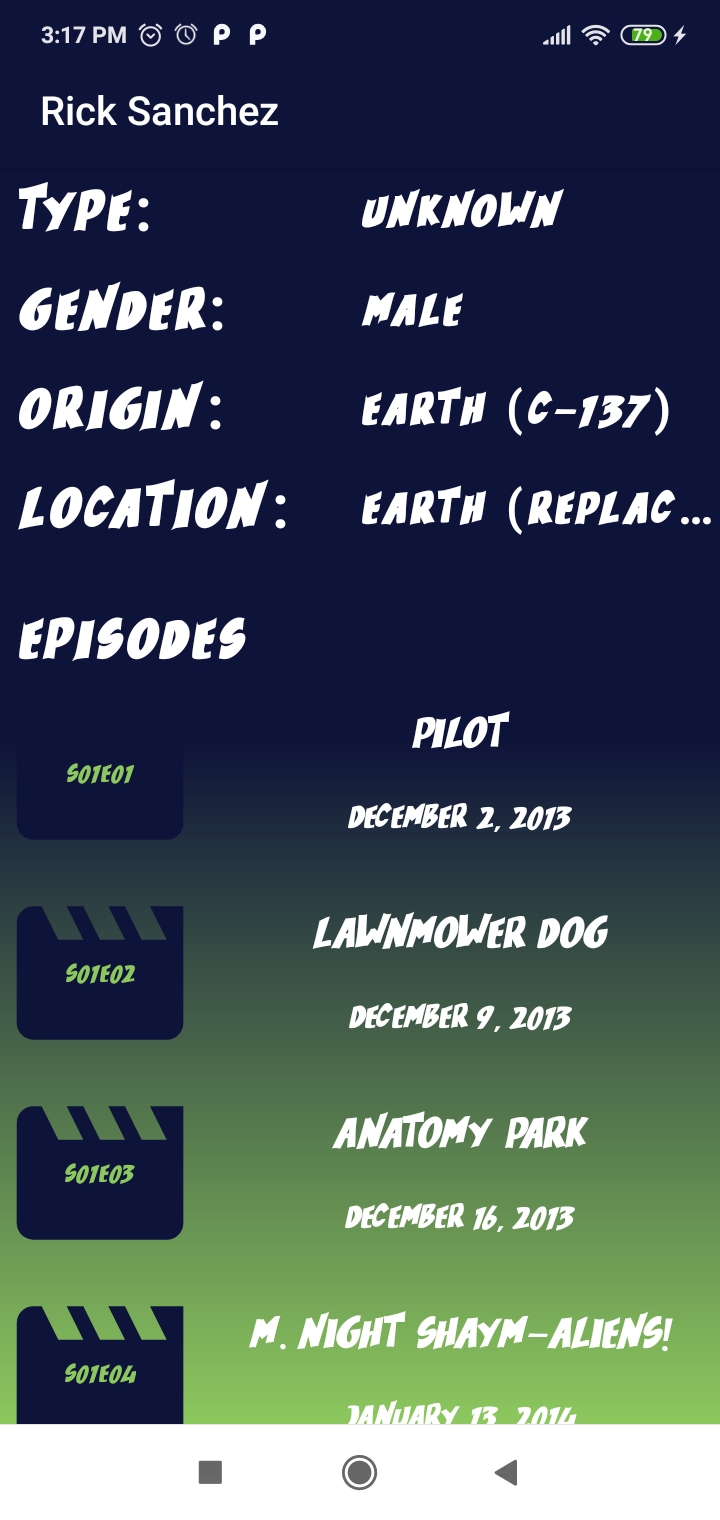 3:17 PM P P 79
Rick Sanchez
TYPE: UNKNOWN
GENDER: MALE
ORIGIN: EARTH (C-137)
LOCATION: EARTH (REPLAC...
EPISODES
PILOT
S01E01
DECEMBER 2, 2013
LAWNMOWER DOG
S01E02
DECEMBER 9, 2013
ANATOMY PARK
S01E03
DECEMBER 16, 2013
M. NIGHT SHAYM-ALIENS!
S01E04
JANUARY 13, 2014